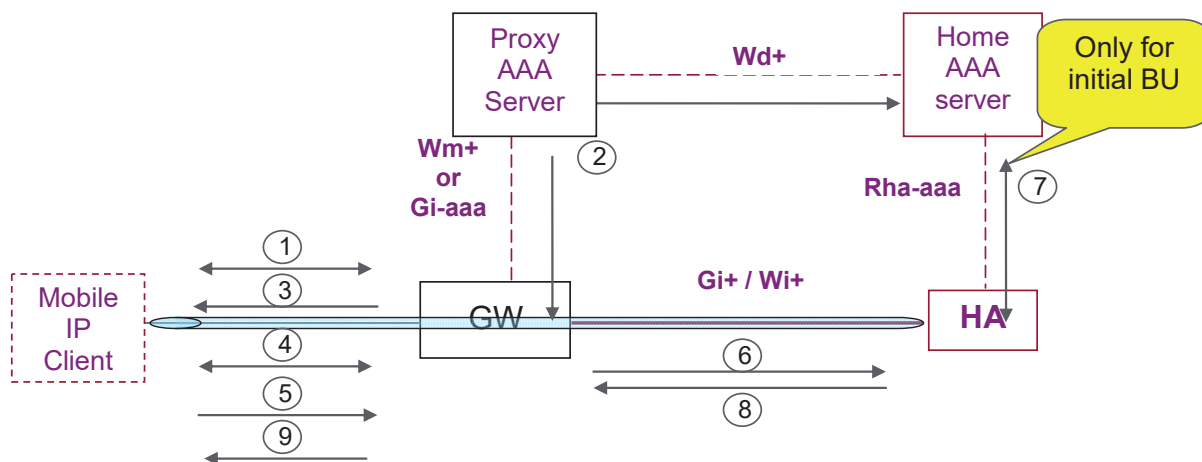 Proxy
AAA
Server
Wd+
Home
AAA
server
Only for
initial BU
Wm+
or
Gi-aaa
2
Rha-aaa
7
1
3
Mobile
IP
Client
GW
Gi+ / Wi+
HA
4
6
5
8
9